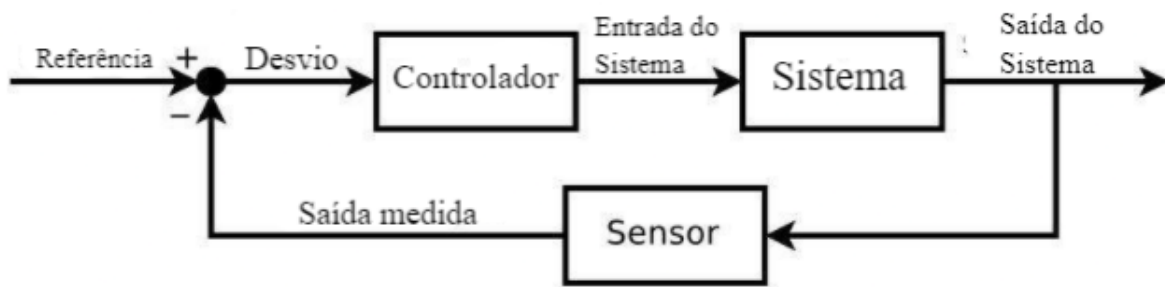 Referência
+
−
Desvio
Controlador
Entrada do
Sistema
Sistema
Saída do
Sistema
Saída medida
Sensor